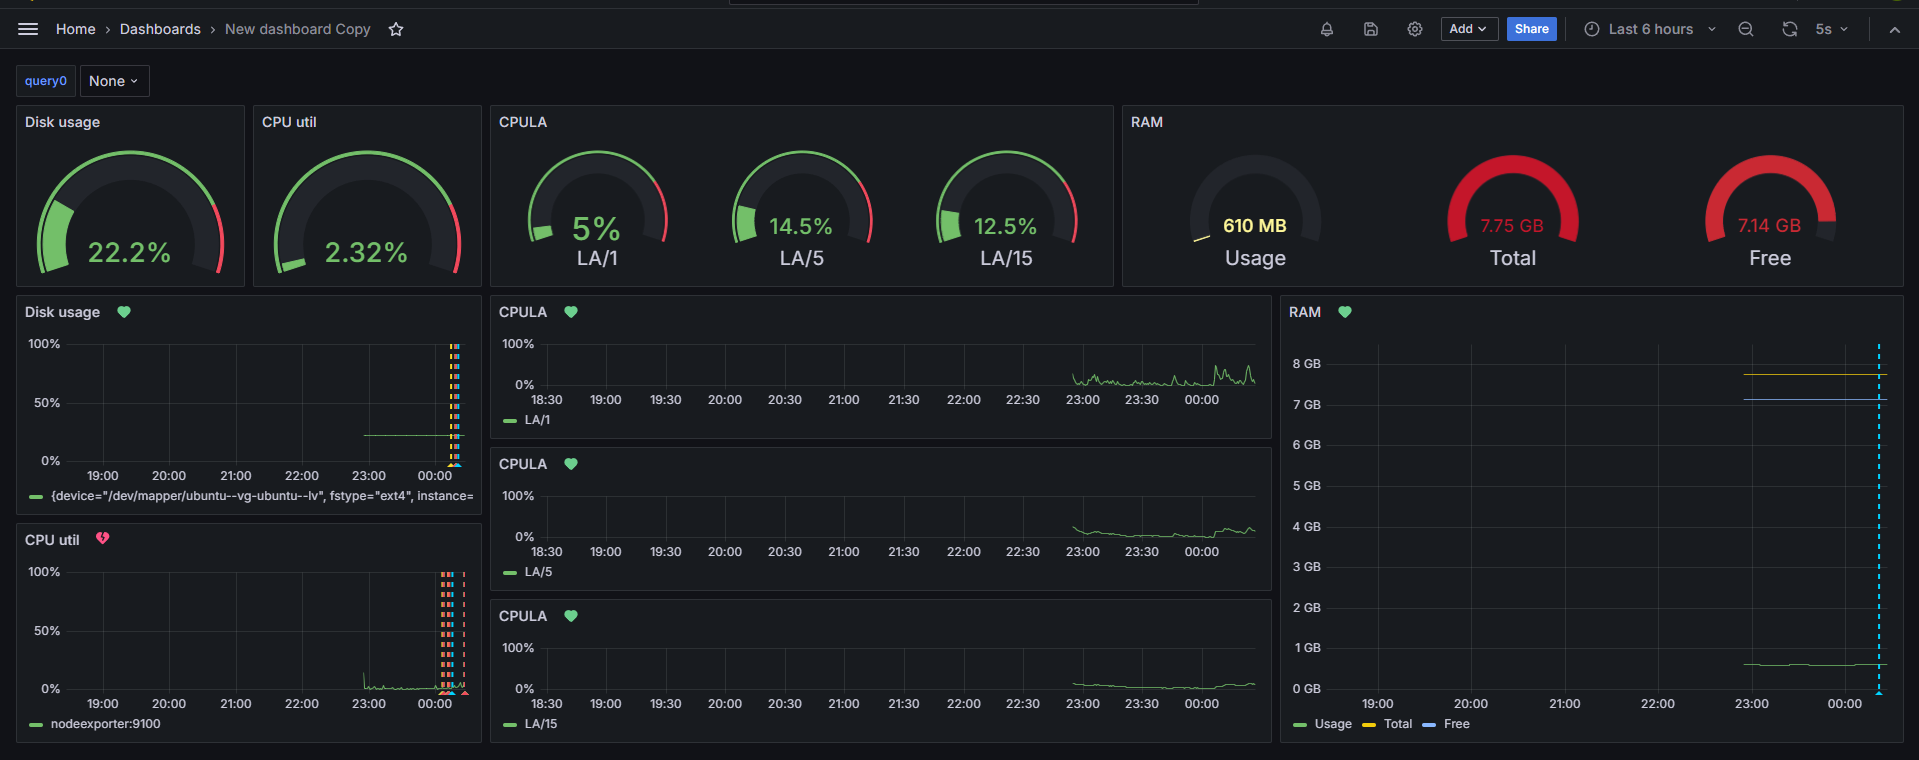 Home › Dashboards › New dashboard Copy
Add
Share
Last 6 hours
5s
query0
None
Disk usage
22.2%
CPU util
2.32%
CPULA
5%
LA/1
14.5%
LA/5
12.5%
LA/15
RAM
610 MB
Usage
7.75 GB
Total
7.14 GB
Free
Disk usage
100%
50%
0%
19:00 20:00 21:00 22:00 23:00 00:00
{device="/dev/mapper/ubuntu--vg-ubuntu--lv", fstype="ext4", instance=
CPU util
100%
50%
0%
19:00 20:00 21:00 22:00 23:00 00:00
nodeexporter:9100
CPULA
100%
0%
18:30 19:00 19:30 20:00 20:30 21:00 21:30 22:00 22:30 23:00 23:30 00:00
LA/1
CPULA
100%
0%
18:30 19:00 19:30 20:00 20:30 21:00 21:30 22:00 22:30 23:00 23:30 00:00
LA/5
CPULA
100%
0%
18:30 19:00 19:30 20:00 20:30 21:00 21:30 22:00 22:30 23:00 23:30 00:00
LA/15
RAM
8 GB
7 GB
6 GB
5 GB
4 GB
3 GB
2 GB
1 GB
0 GB
19:00 20:00 21:00 22:00 23:00 00:00
Usage Total Free